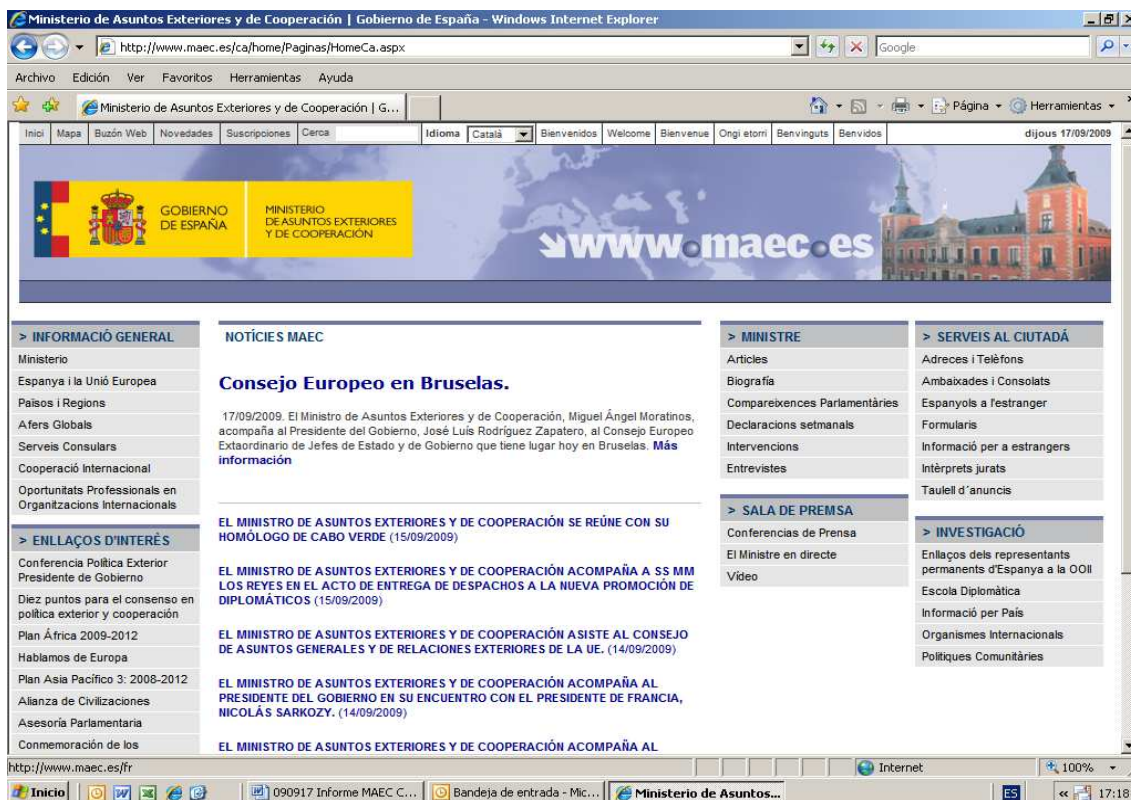 Ministerio de Asuntos Exteriores y de Cooperación | Gobierno de España - Windows Internet Explorer
http://www.maec.es/ca/home/Paginas/HomeCa.aspx
Google
Archivo Edición Ver Favoritos Herramientas Ayuda
Ministerio de Asuntos Exteriores y de Cooperación | G...
Página Herramientas
Inici Mapa Buzón Web Novedades Suscripciones Cerca Idioma Català Bienvenidos Welcome Bienvenue Ongi etorri Benvinguts Benvidos dijous 17/09/2009
GOBIERNO
DE ESPAÑA
MINISTERIO
DE ASUNTOS EXTERIORES
Y DE COOPERACIÓN
www.maec.es
> INFORMACIÓ GENERAL
Ministerio
Espanya i la Unió Europea
Països i Regions
Afers Globals
Serveis Consulars
Cooperació Internacional
Oportunitats Professionals en
Organitzacions Internacionals
> ENLLAÇOS D'INTERÈS
Conferencia Política Exterior
Presidente de Gobierno
Diez puntos para el consenso en
política exterior y cooperación
Plan África 2009-2012
Hablamos de Europa
Plan Asia Pacífico 3: 2008-2012
Alianza de Civilizaciones
Asesoría Parlamentaria
Conmemoración de los
NOTÍCIES MAEC
Consejo Europeo en Bruselas.
17/09/2009. El Ministro de Asuntos Exteriores y de Cooperación, Miguel Ángel Moratinos,
acompaña al Presidente del Gobierno, José Luís Rodríguez Zapatero, al Consejo Europeo
Extaordinario de Jefes de Estado y de Gobierno que tiene lugar hoy en Bruselas. Más
información
EL MINISTRO DE ASUNTOS EXTERIORES Y DE COOPERACIÓN SE REÚNE CON SU
HOMÓLOGO DE CABO VERDE (15/09/2009)
EL MINISTRO DE ASUNTOS EXTERIORES Y DE COOPERACIÓN ACOMPAÑA A SS MM
LOS REYES EN EL ACTO DE ENTREGA DE DESPACHOS A LA NUEVA PROMOCIÓN DE
DIPLOMÁTICOS (15/09/2009)
EL MINISTRO DE ASUNTOS EXTERIORES Y DE COOPERACIÓN ASISTE AL CONSEJO
DE ASUNTOS GENERALES Y DE RELACIONES EXTERIORES DE LA UE. (14/09/2009)
EL MINISTRO DE ASUNTOS EXTERIORES Y DE COOPERACIÓN ACOMPAÑA AL
PRESIDENTE DEL GOBIERNO EN SU ENCUENTRO CON EL PRESIDENTE DE FRANCIA,
NICOLÁS SARKOZY. (14/09/2009)
EL MINISTRO DE ASUNTOS EXTERIORES Y DE COOPERACIÓN ACOMPAÑA AL
> MINISTRE
Articles
Biografía
Compareixences Parlamentàries
Declaracions setmanals
Intervencions
Entrevistes
> SALA DE PREMSA
Conferencias de Prensa
El Ministre en directe
Vídeo
> SERVEIS AL CIUTADÁ
Adreces i Telèfons
Ambaixades i Consolats
Espanyols a l'estranger
Formularis
Informació per a estrangers
Intèrprets jurats
Taulell d´anuncis
> INVESTIGACIÓ
Enllaços dels representants
permanents d'Espanya a la OOII
Escola Diplomàtica
Informació per País
Organismes Internacionals
Politiques Comunitàries
http://www.maec.es/fr Internet 100%
Inicio 090917 Informe MAEC C... Bandeja de entrada - Mic... Ministerio de Asuntos... ES 17:18